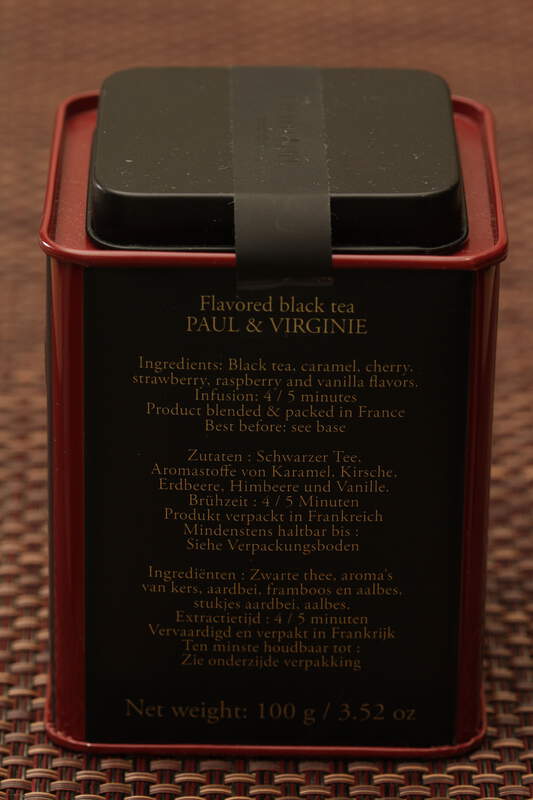 Flavored black tea
PAUL & VIRGINIE
Ingredients: Black tea, caramel, cherry,
strawberry, raspberry and vanilla flavors.
Infusion: 4 / 5 minutes
Product blended & packed in France
Best before: see base
Zutaten : Schwarzer Tee,
Aromastoffe von Karamel, Kirsche,
Erdbeere, Himbeere und Vanille.
Brühzeit : 4 / 5 Minuten
Produkt verpackt in Frankreich
Mindenstens haltbar bis :
Siehe Verpackungsboden
Ingrediënten : Zwarte thee, aroma's
van kers, aardbei, framboos en aalbes,
stukjes aardbei, aalbes.
Extractietijd : 4 / 5 minuten
Vervaardigd en verpakt in Frankrijk
Ten minste houdbaar tot :
Zie onderzijde verpakking
Net weight: 100 g / 3.52 oz